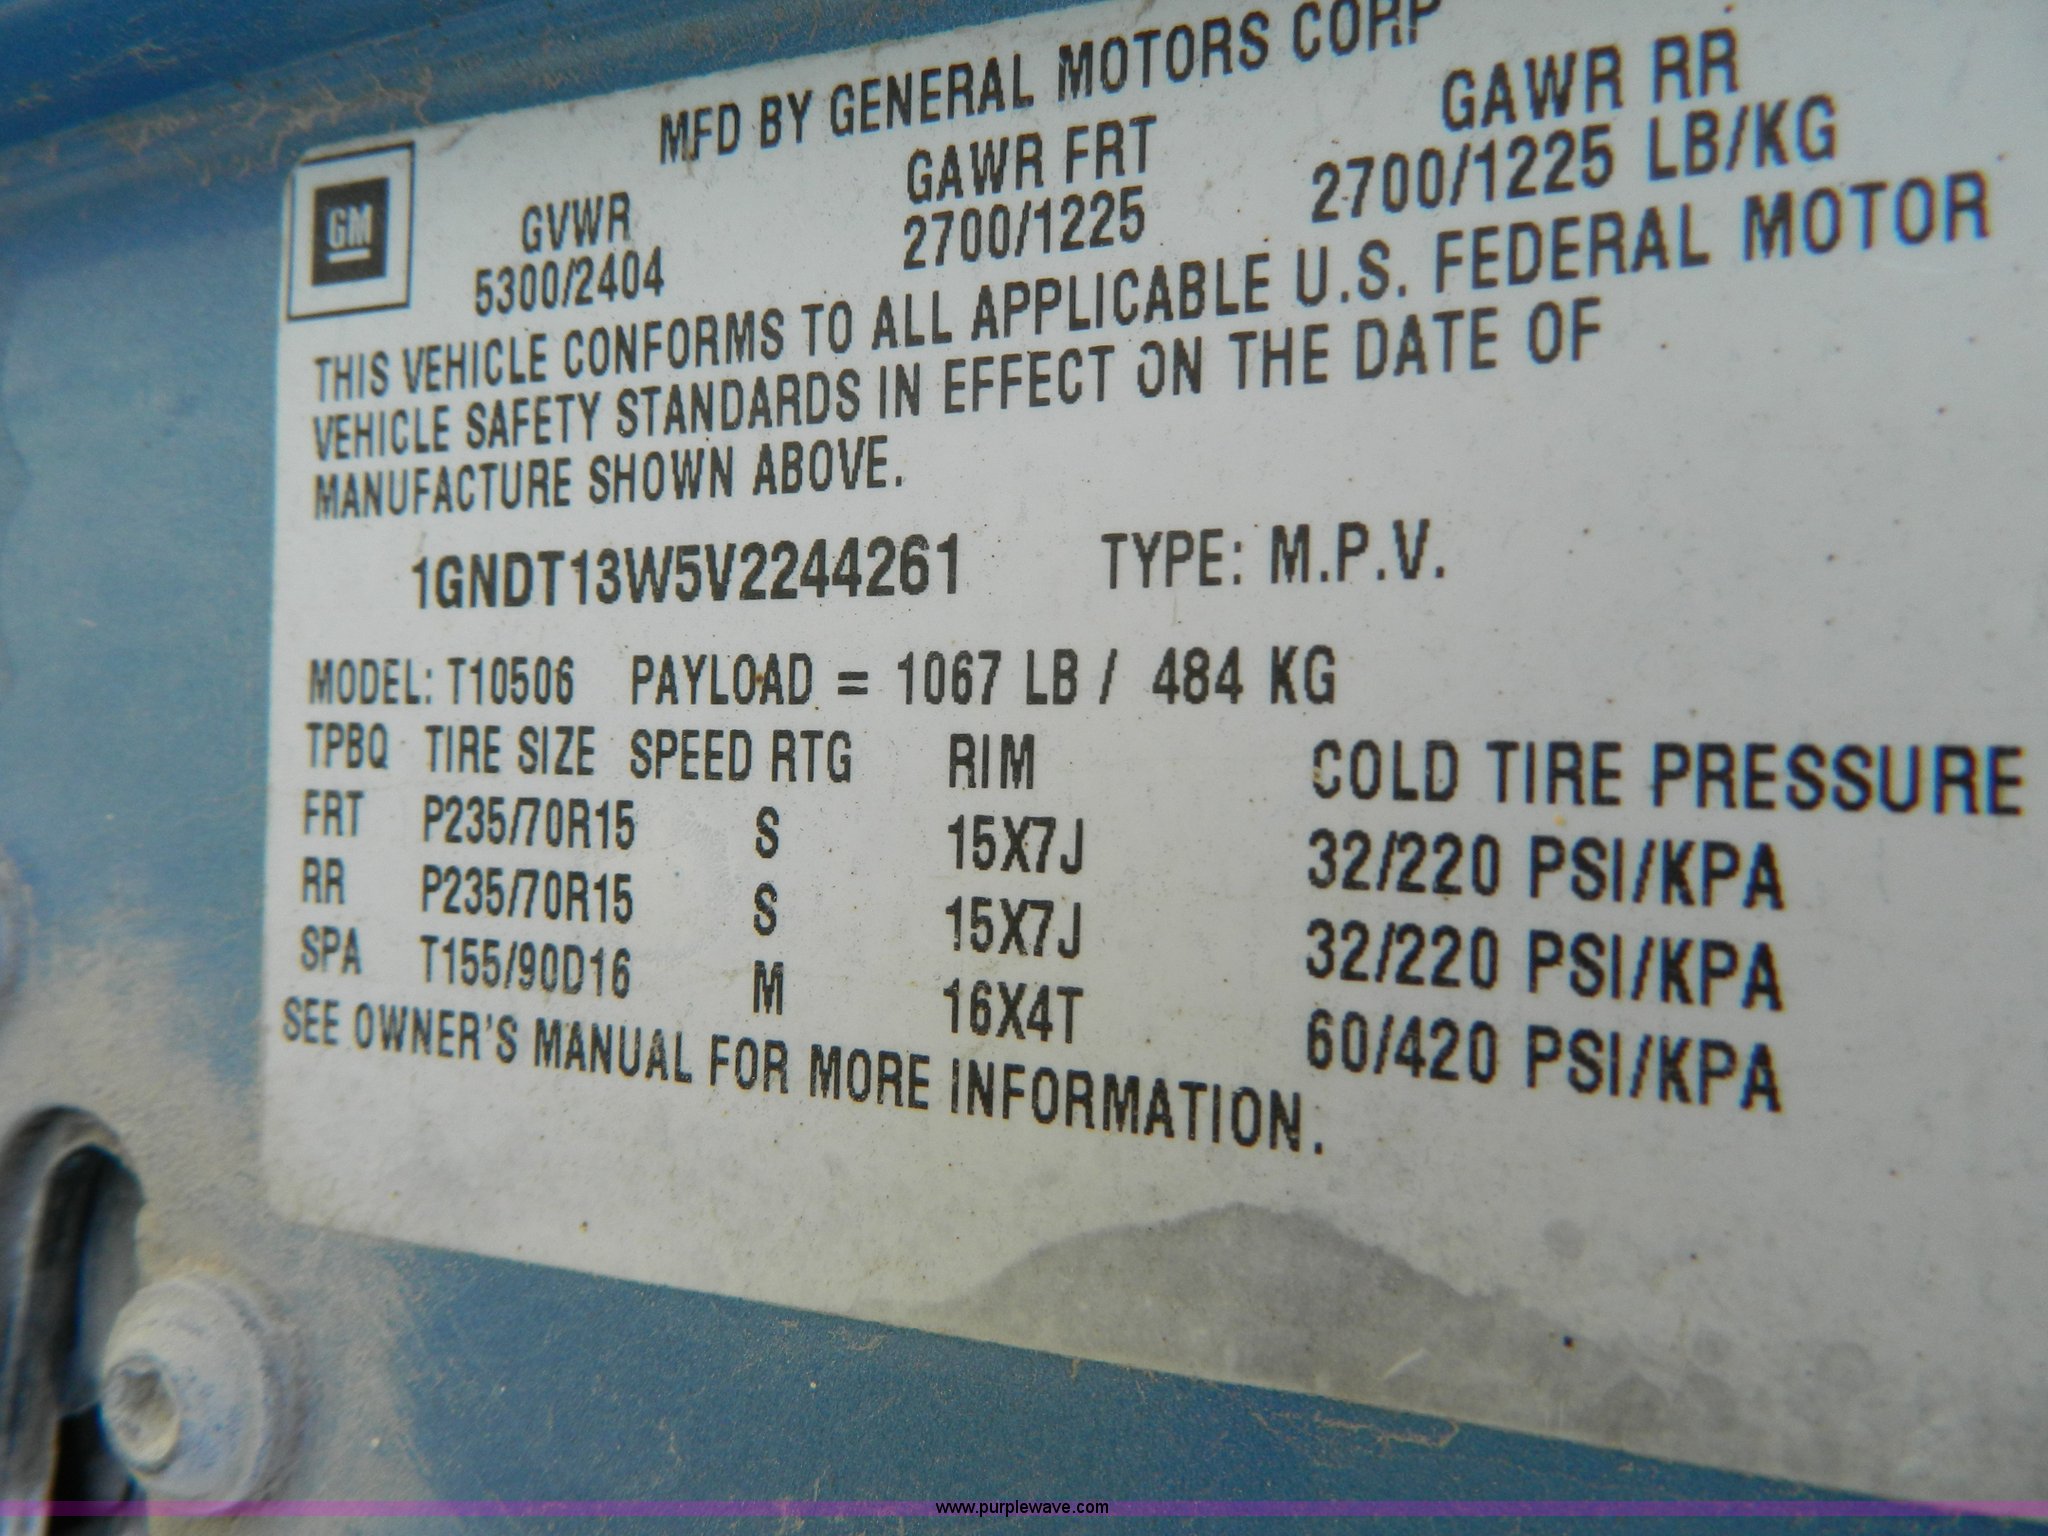 MFD BY GENERAL MOTORS CORP
GM
GVWR GAWR FRT GAWR RR
5300/2404 2700/1225 2700/1225 LB/KG
THIS VEHICLE CONFORMS TO ALL APPLICABLE U.S. FEDERAL MOTOR
VEHICLE SAFETY STANDARDS IN EFFECT ON THE DATE OF
MANUFACTURE SHOWN ABOVE.
1GNDT13W5V2244261 TYPE: M.P.V.
MODEL: T10506 PAYLOAD = 1067 LB / 484 KG
TPBQ TIRE SIZE SPEED RTG RIM COLD TIRE PRESSURE
FRT P235/70R15 S 15X7J 32/220 PSI/KPA
RR P235/70R15 S 15X7J 32/220 PSI/KPA
SPA T155/90D16 M 16X4T 60/420 PSI/KPA
SEE OWNER'S MANUAL FOR MORE INFORMATION.
www.purplewave.com